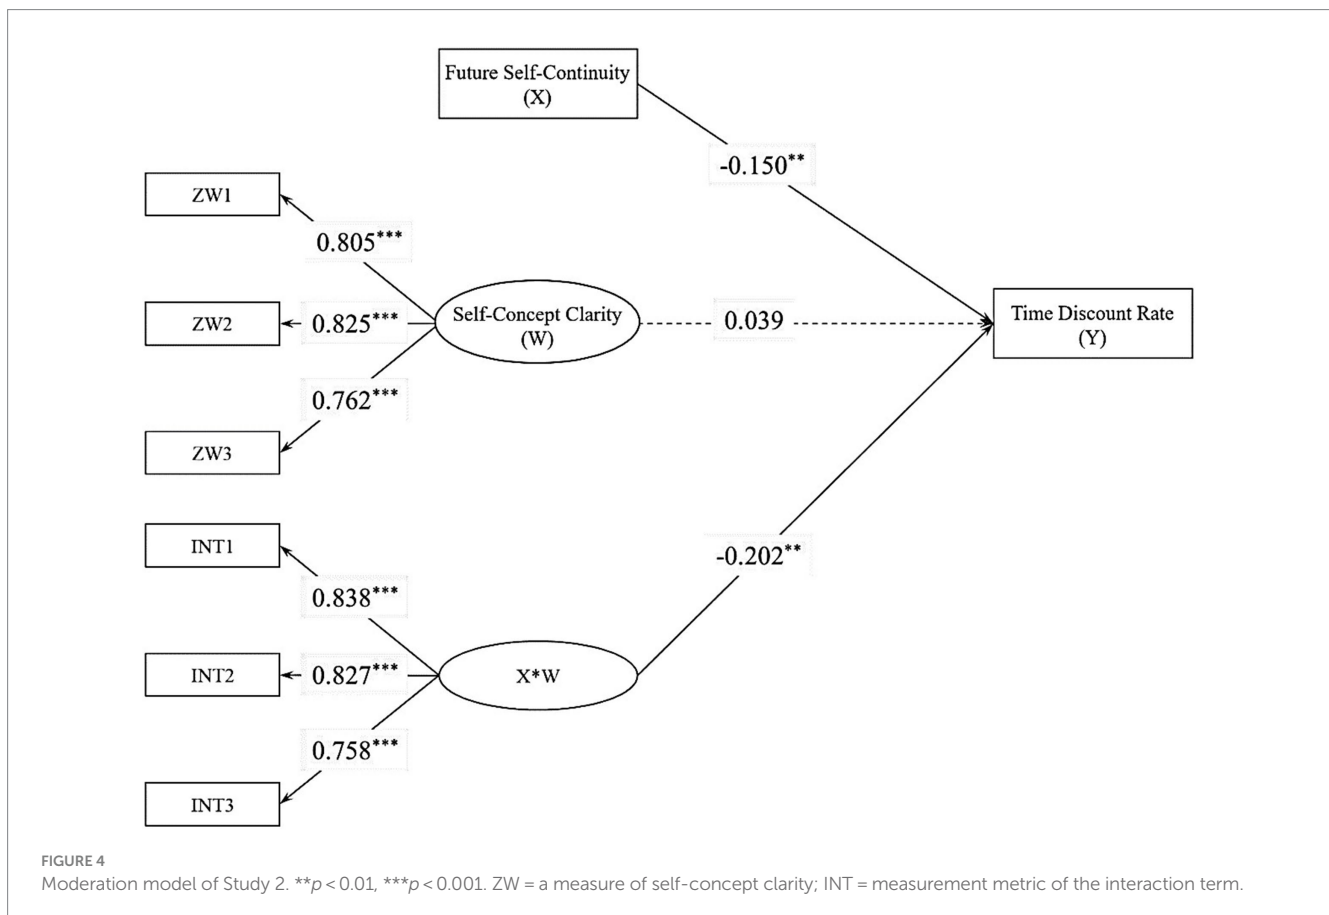 Future Self-Continuity
(X)
-0.150**
ZW1
0.805***
ZW2
0.825***
Self-Concept Clarity
(W)
0.039
Time Discount Rate
(Y)
0.762***
ZW3
INT1
-0.202**
0.838***
INT2
0.827***
X*W
0.758***
INT3
FIGURE 4
Moderation model of Study 2. **p < 0.01, ***p < 0.001. ZW = a measure of self-concept clarity; INT = measurement metric of the interaction term.